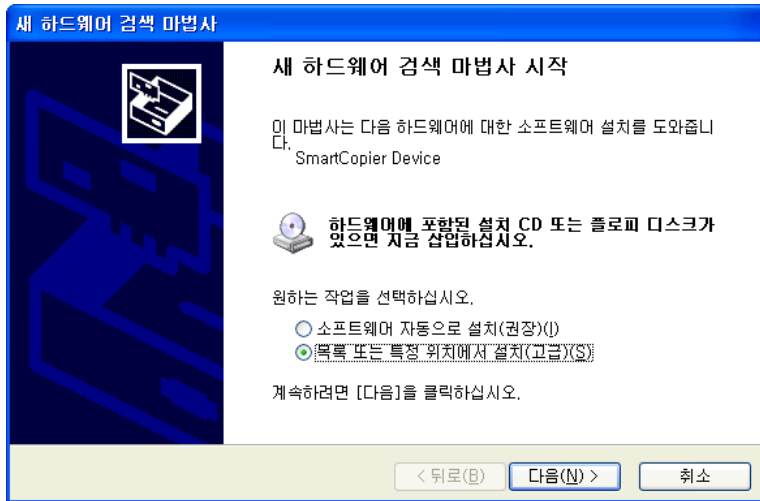 새 하드웨어 검색 마법사
새 하드웨어 검색 마법사 시작
이 마법사는 다음 하드웨어에 대한 소프트웨어 설치를 도와줍니
다.
SmartCopier Device
하드웨어에 포함된 설치 CD 또는 플로피 디스크가
있으면 지금 삽입하십시오.
원하는 작업을 선택하십시오.
소프트웨어 자동으로 설치(권장)(I)
목록 또는 특정 위치에서 설치(고급)(S)
계속하려면 [다음]을 클릭하십시오.
< 뒤로(B) 다음(N) > 취소